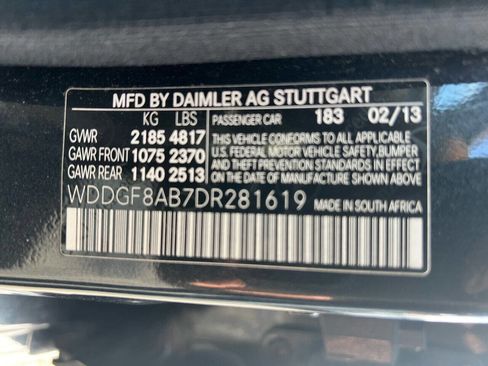 MFD BY DAIMLER AG STUTTGART
KG LBS PASSENGER CAR 183 02/13
GVWR 2185 4817 THIS VEHICLE CONFORMS TO ALL APPLICABLE
GAWR FRONT 1075 2370 U.S. FEDERAL MOTOR VEHICLE SAFETY, BUMPER
GAWR REAR 1140 2513 AND THEFT PREVENTION STANDARDS IN EFFECT
ON THE DATE OF MANUFACTURE SHOWN ABOVE.
WDDGF8AB7DR281619 MADE IN SOUTH AFRICA